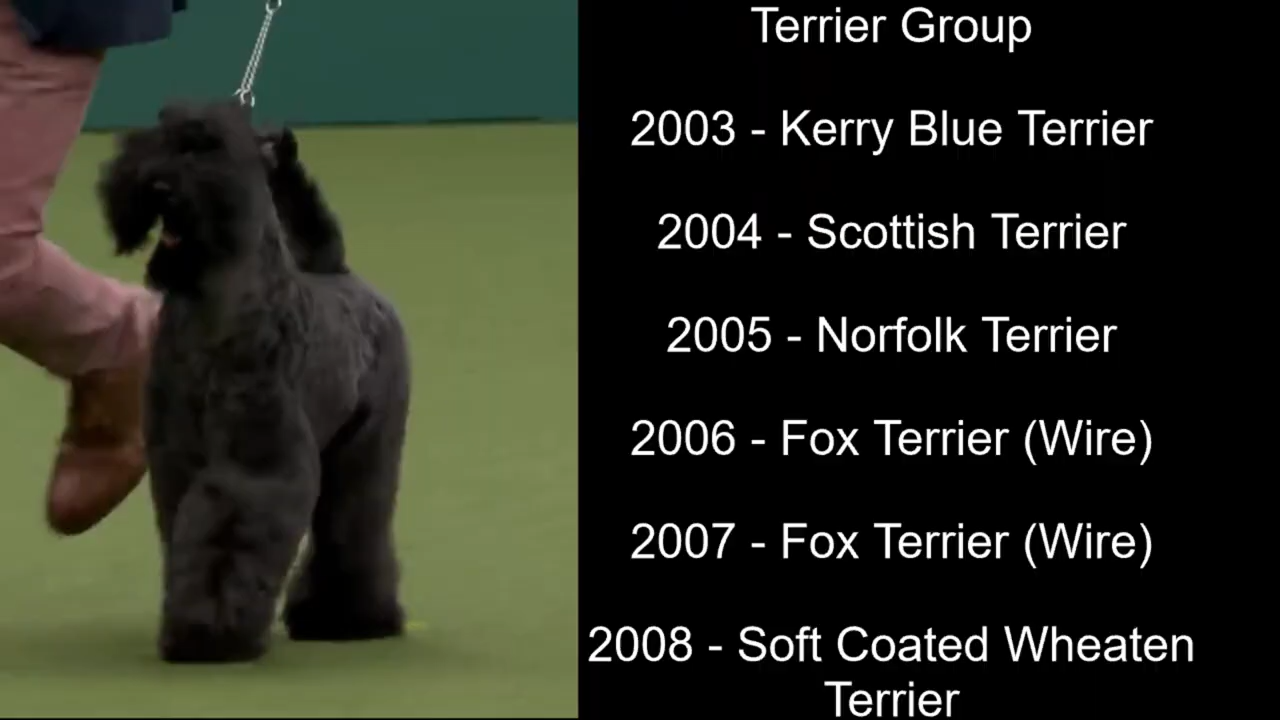 Terrier Group
2003 - Kerry Blue Terrier
2004 - Scottish Terrier
2005 - Norfolk Terrier
2006 - Fox Terrier (Wire)
2007 - Fox Terrier (Wire)
2008 - Soft Coated Wheaten
Terrier